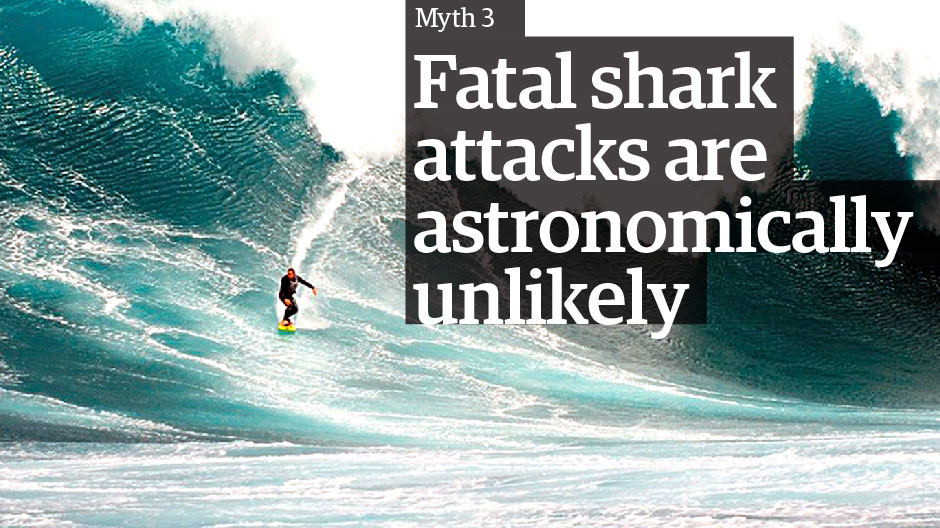 Myth 3
Fatal shark
attacks are
astronomically
unlikely